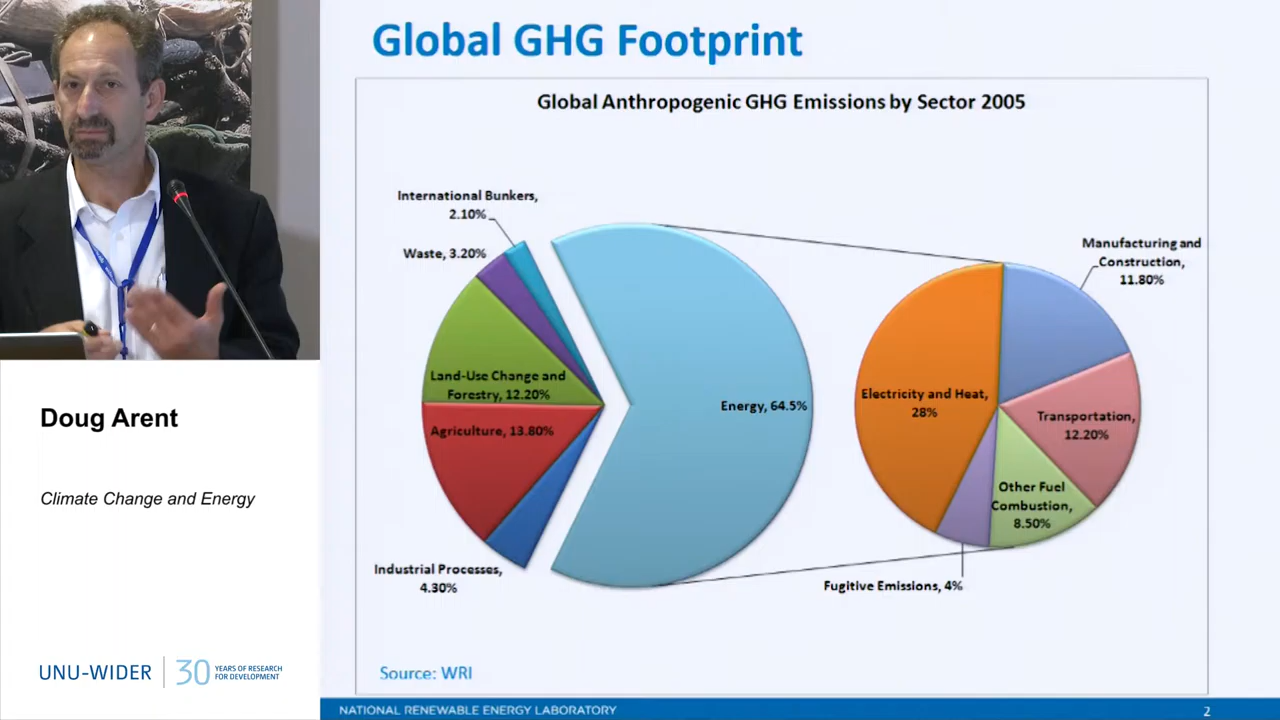 Global GHG Footprint
Global Anthropogenic GHG Emissions by Sector 2005
International Bunkers,
2.10%
Waste, 3.20%
Land-Use Change and
Forestry, 12.20%
Agriculture, 13.80%
Industrial Processes,
4.30%
Energy, 64.5%
Manufacturing and
Construction,
11.80%
Electricity and Heat,
28%
Transportation,
12.20%
Other Fuel
Combustion,
8.50%
Fugitive Emissions, 4%
Source: WRI
NATIONAL RENEWABLE ENERGY LABORATORY
2
Doug Arent
Climate Change and Energy
UNU-WIDER
30
YEARS OF RESEARCH
FOR DEVELOPMENT